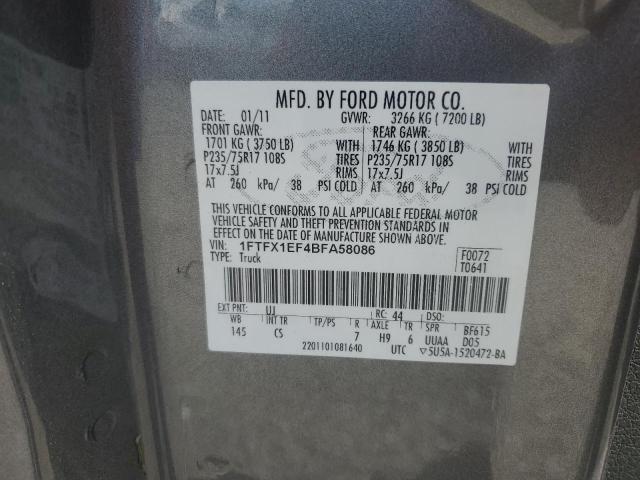 MFD. BY FORD MOTOR CO.
DATE: 01/11 GVWR: 3266 KG ( 7200 LB)
FRONT GAWR: REAR GAWR:
1701 KG ( 3750 LB) WITH 1746 KG ( 3850 LB) WITH
P235/75R17 108S TIRES P235/75R17 108S TIRES
17x7.5J RIMS 17x7.5J RIMS
AT 260 kPa/ 38 PSI COLD AT 260 kPa/ 38 PSI COLD
THIS VEHICLE CONFORMS TO ALL APPLICABLE FEDERAL MOTOR
VEHICLE SAFETY AND THEFT PREVENTION STANDARDS IN
EFFECT ON THE DATE OF MANUFACTURE SHOWN ABOVE.
VIN: 1FTFX1EF4BFA58086 F0072
TYPE: Truck T0641
EXT PNT: UJ RC: 44 DSO:
WB INT TR TP/PS R AXLE TR SPR BF615
145 CS 7 H9 6 UUAA D05
2201101081640 UTC ▽5U5A-1520472-BA